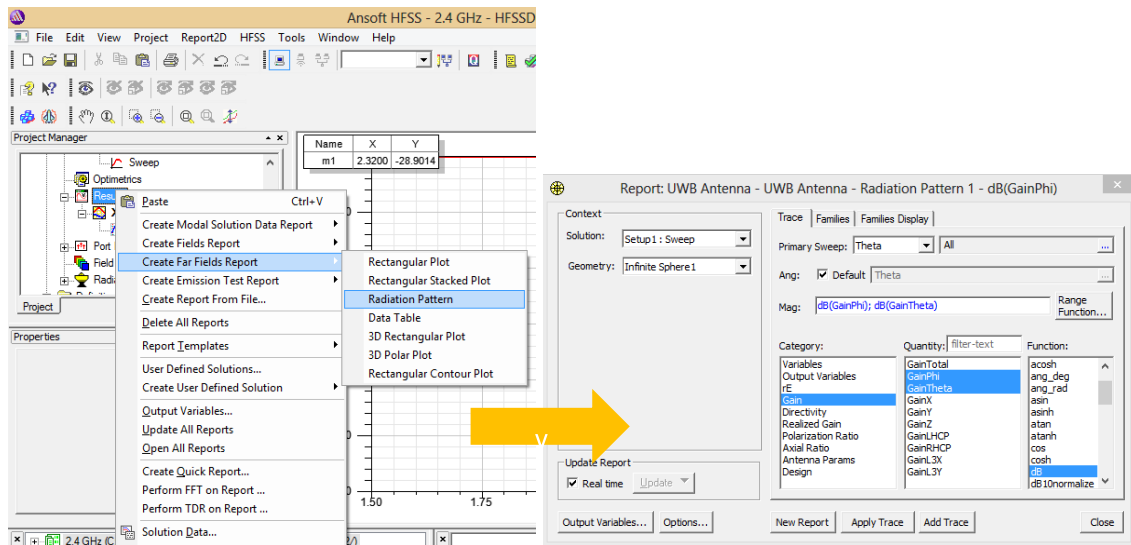 Ansoft HFSS - 2.4 GHz - HFSSD
File Edit View Project Report2D HFSS Tools Window Help
Project Manager
Sweep
Optimetrics
Resu
Port
Field
Radi
Project
Properties
2.4 GHz (C
Name X Y
m1 2.3200 -28.9014
1.50 1.75
Paste Ctrl+V
Create Modal Solution Data Report
Create Fields Report
Create Far Fields Report
Create Emission Test Report
Create Report From File...
Delete All Reports
Report Templates
User Defined Solutions...
Create User Defined Solution
Output Variables...
Update All Reports
Open All Reports
Create Quick Report...
Perform FFT on Report ...
Perform TDR on Report ...
Solution Data...
Rectangular Plot
Rectangular Stacked Plot
Radiation Pattern
Data Table
3D Rectangular Plot
3D Polar Plot
Rectangular Contour Plot
v
Report: UWB Antenna - UWB Antenna - Radiation Pattern 1 - dB(GainPhi)
Context
Solution: Setup1 : Sweep
Geometry: Infinite Sphere1
Update Report
Real time Update
Output Variables... Options...
Trace Families Families Display
Primary Sweep: Theta All ...
Ang: Default Theta ...
Mag: dB(GainPhi); dB(GainTheta) Range Function...
Category: Quantity: filter-text Function:
Variables
Output Variables
rE
Gain
Directivity
Realized Gain
Polarization Ratio
Axial Ratio
Antenna Params
Design
GainTotal
GainPhi
GainTheta
GainX
GainY
GainZ
GainLHCP
GainRHCP
GainL3X
GainL3Y
acosh
ang_deg
ang_rad
asin
asinh
atan
atanh
cos
cosh
dB
dB10normalize
New Report Apply Trace Add Trace Close